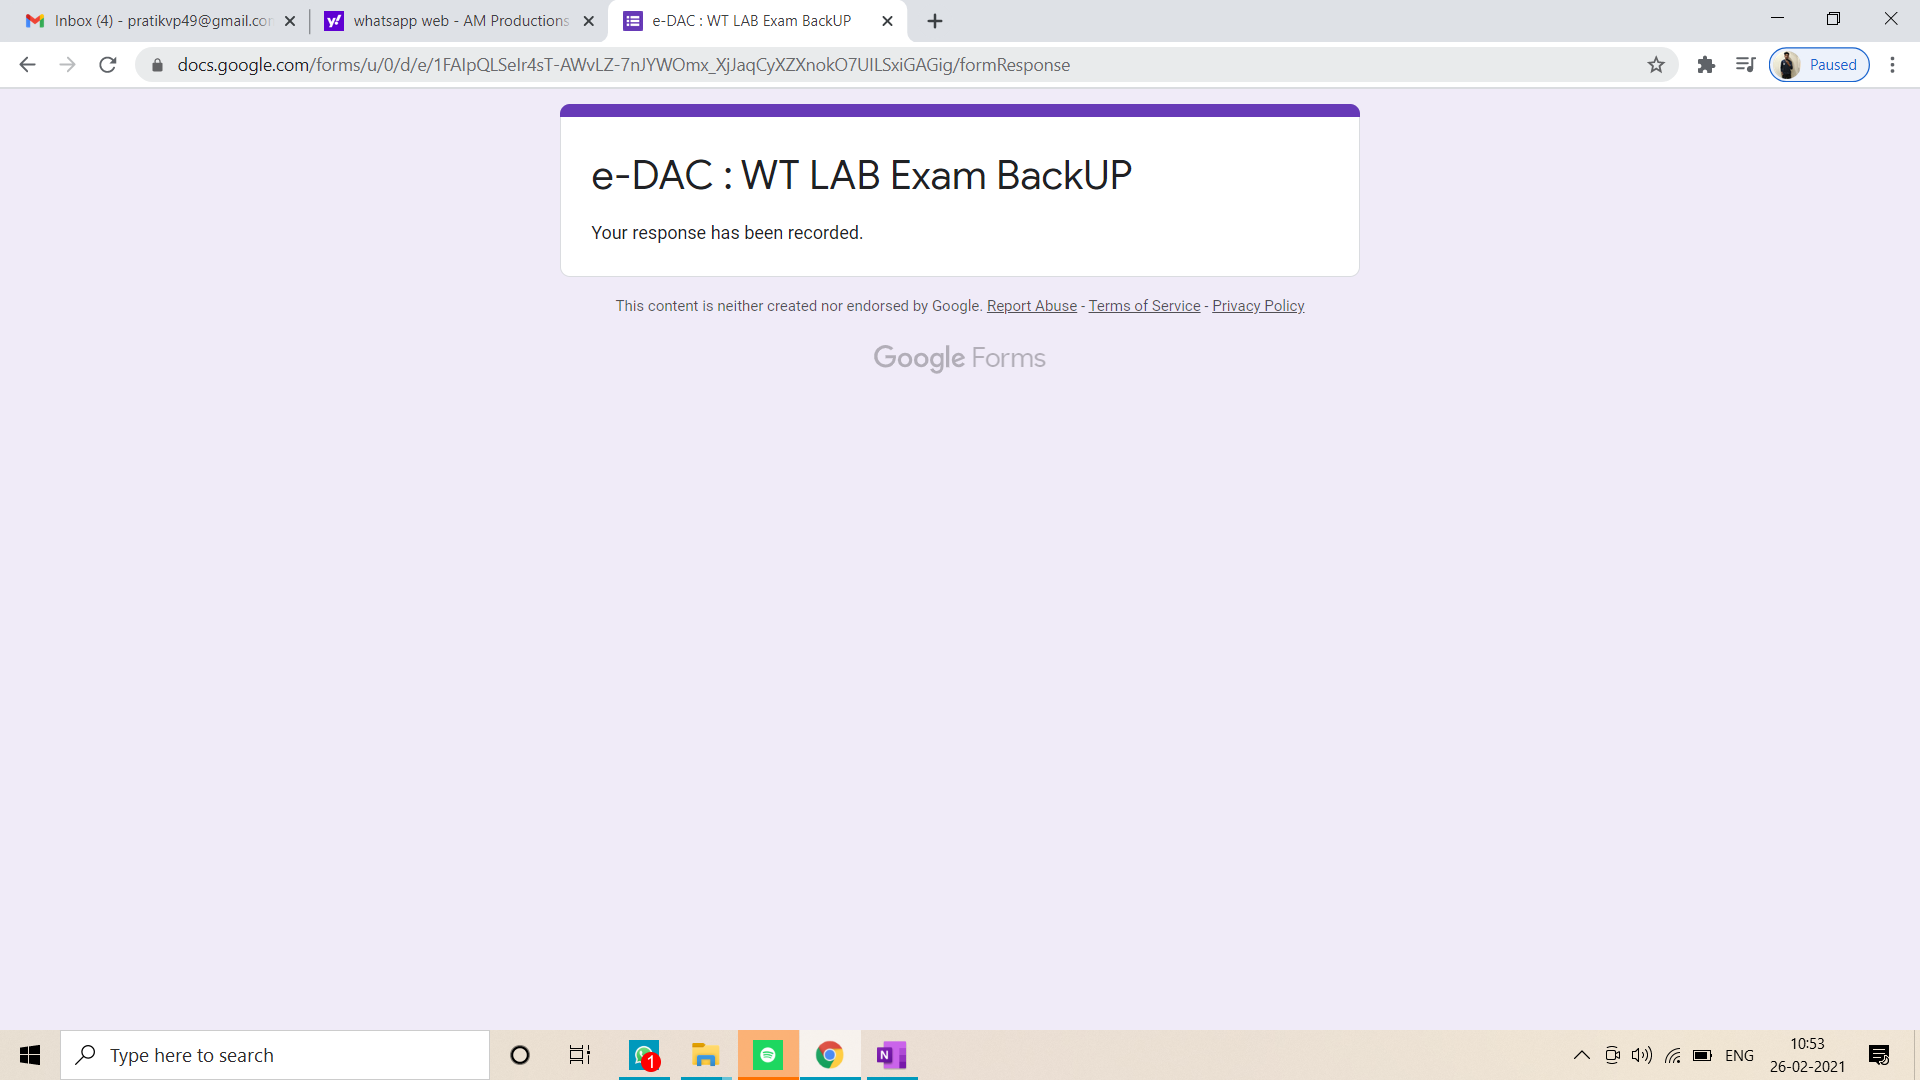 Inbox (4) - pratikvp49@gmail.com
whatsapp web - AM Productions
e-DAC : WT LAB Exam BackUP
docs.google.com/forms/u/0/d/e/1FAIpQLSeIr4sT-AWvLZ-7nJYWOmx_XjJaqCyXZXnokO7UILSxiGAGig/formResponse
Paused
e-DAC : WT LAB Exam BackUP
Your response has been recorded.
This content is neither created nor endorsed by Google. Report Abuse - Terms of Service - Privacy Policy
Google Forms
Type here to search
1
N
ENG
10:53
26-02-2021
3